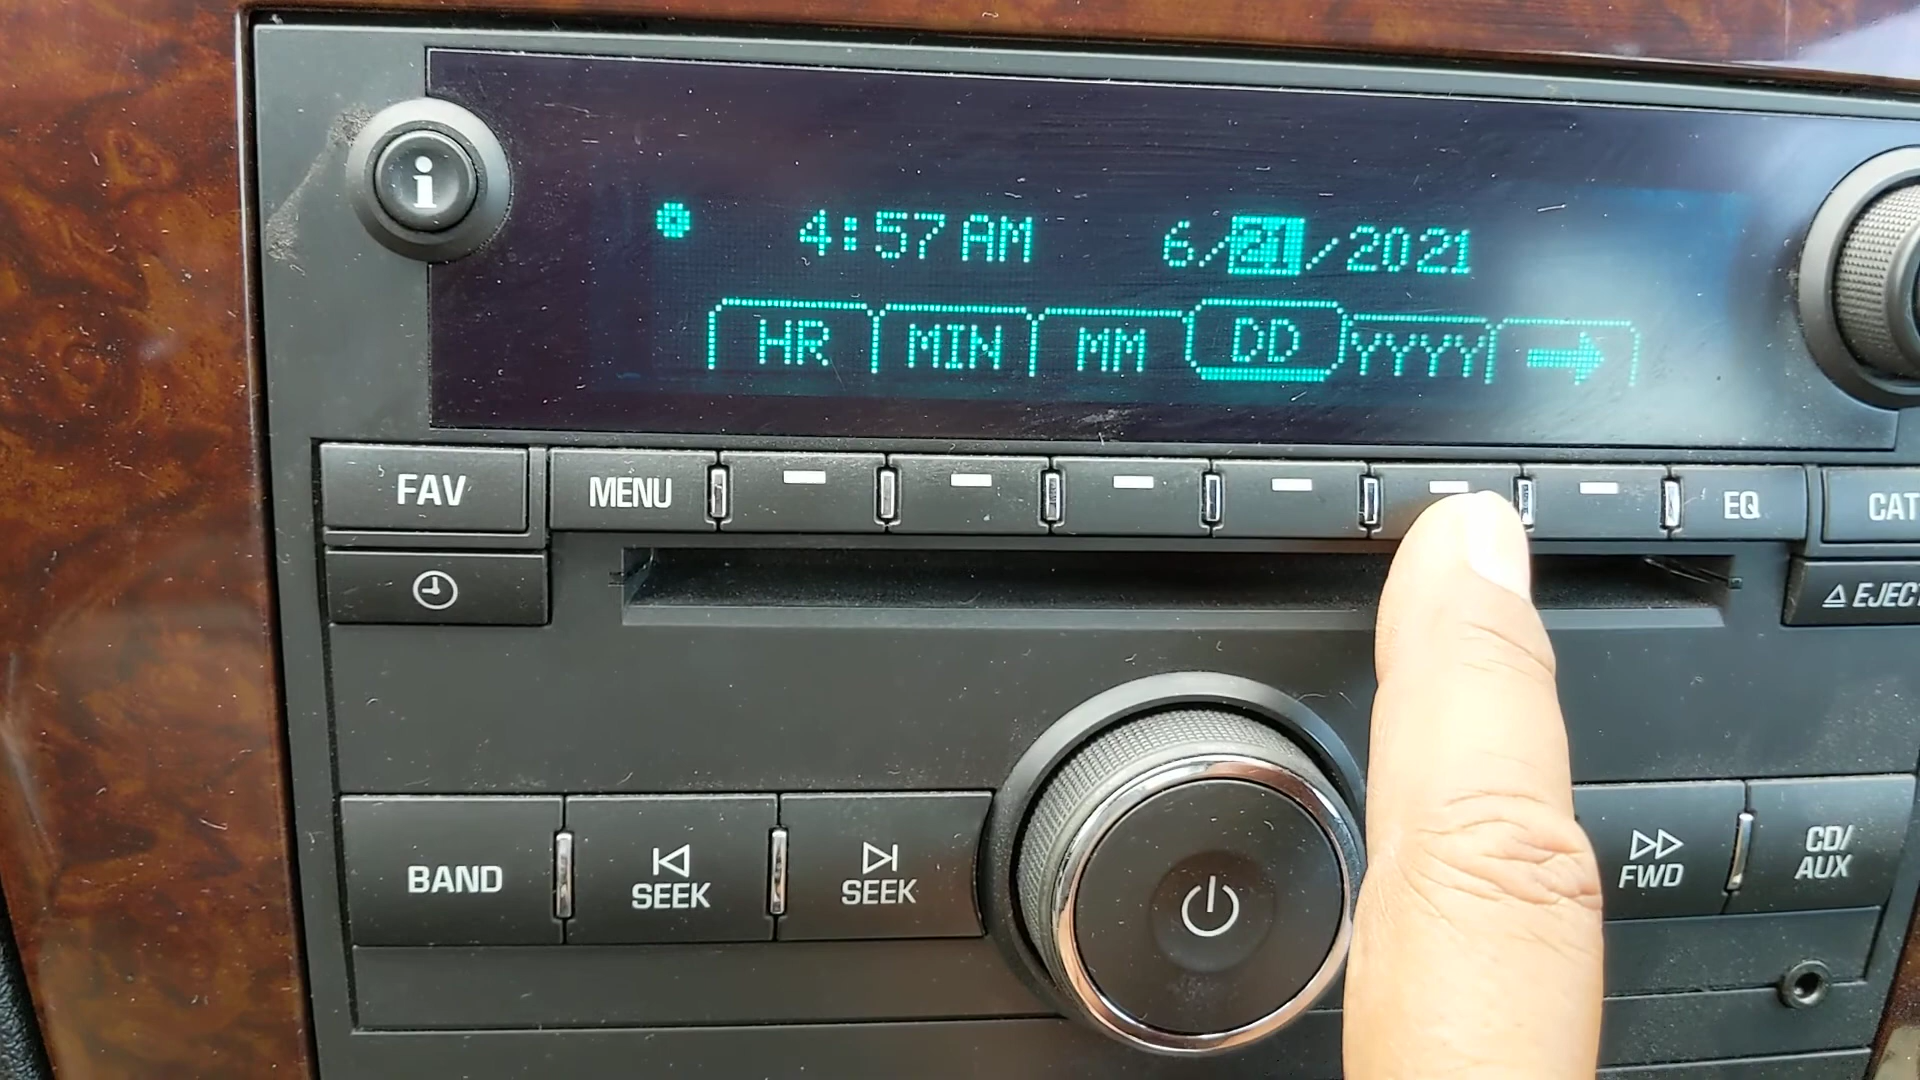 i
4:57 AM 6/21/2021
HR MIN MM DD YYYY
FAV MENU EQ CAT
EJECT
BAND SEEK SEEK FWD CD/
AUX